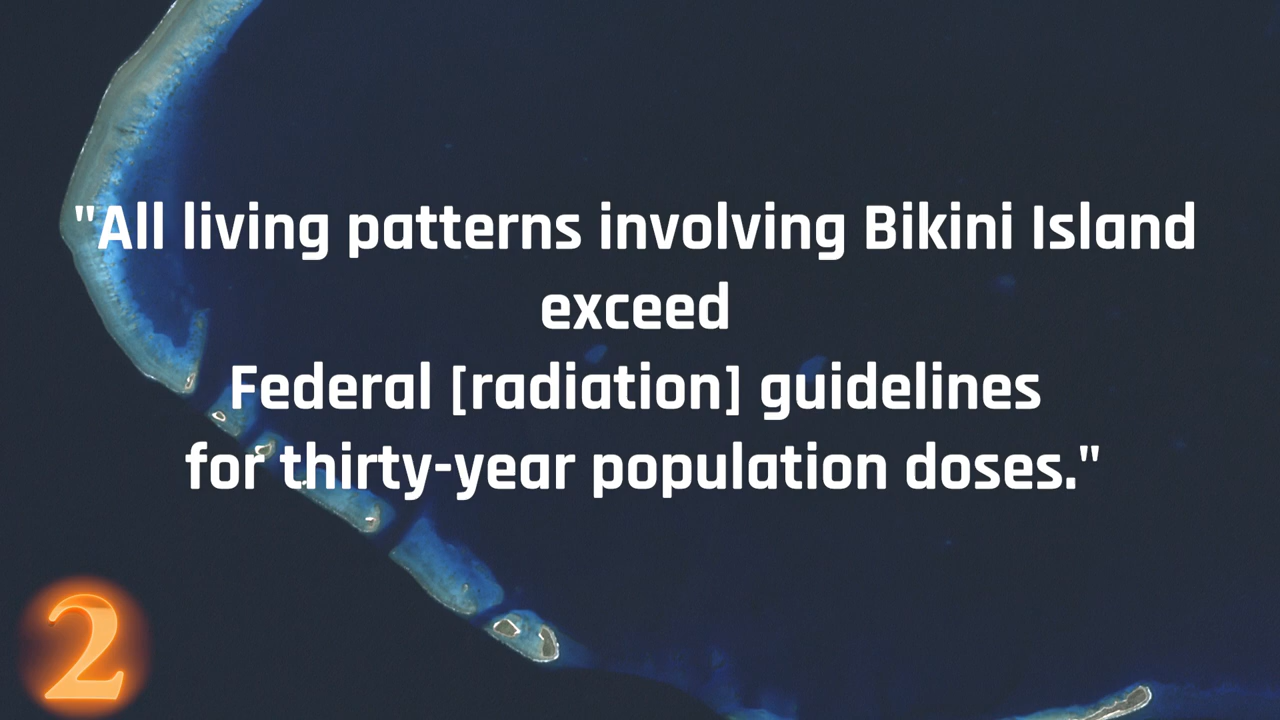 "All living patterns involving Bikini Island
exceed
Federal [radiation] guidelines
for thirty-year population doses."
2